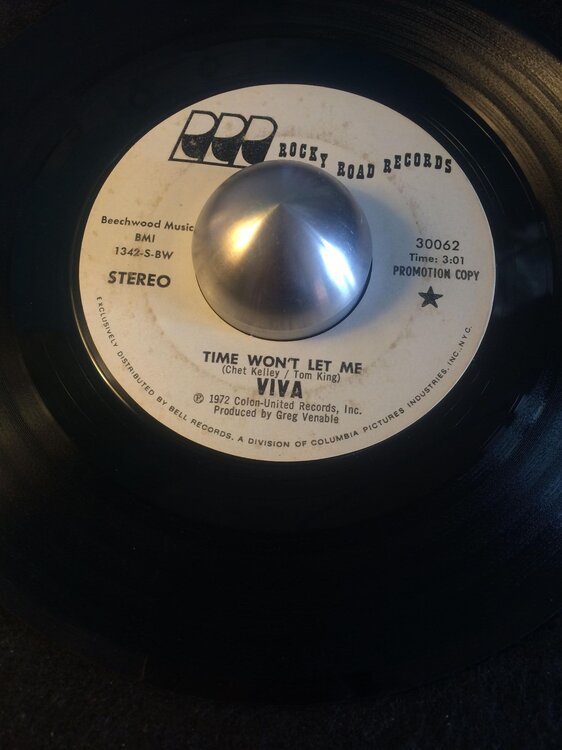 RRR ROCKY ROAD RECORDS
Beechwood Music
BMI
1342-S-BW
STEREO
30062
Time: 3:01
PROMOTION COPY
TIME WON'T LET ME
(Chet Kelley / Tom King)
VIVA
℗ 1972 Colon-United Records, Inc.
Produced by Greg Venable
EXCLUSIVELY DISTRIBUTED BY BELL RECORDS, A DIVISION OF COLUMBIA PICTURES INDUSTRIES, INC., N.Y.C.